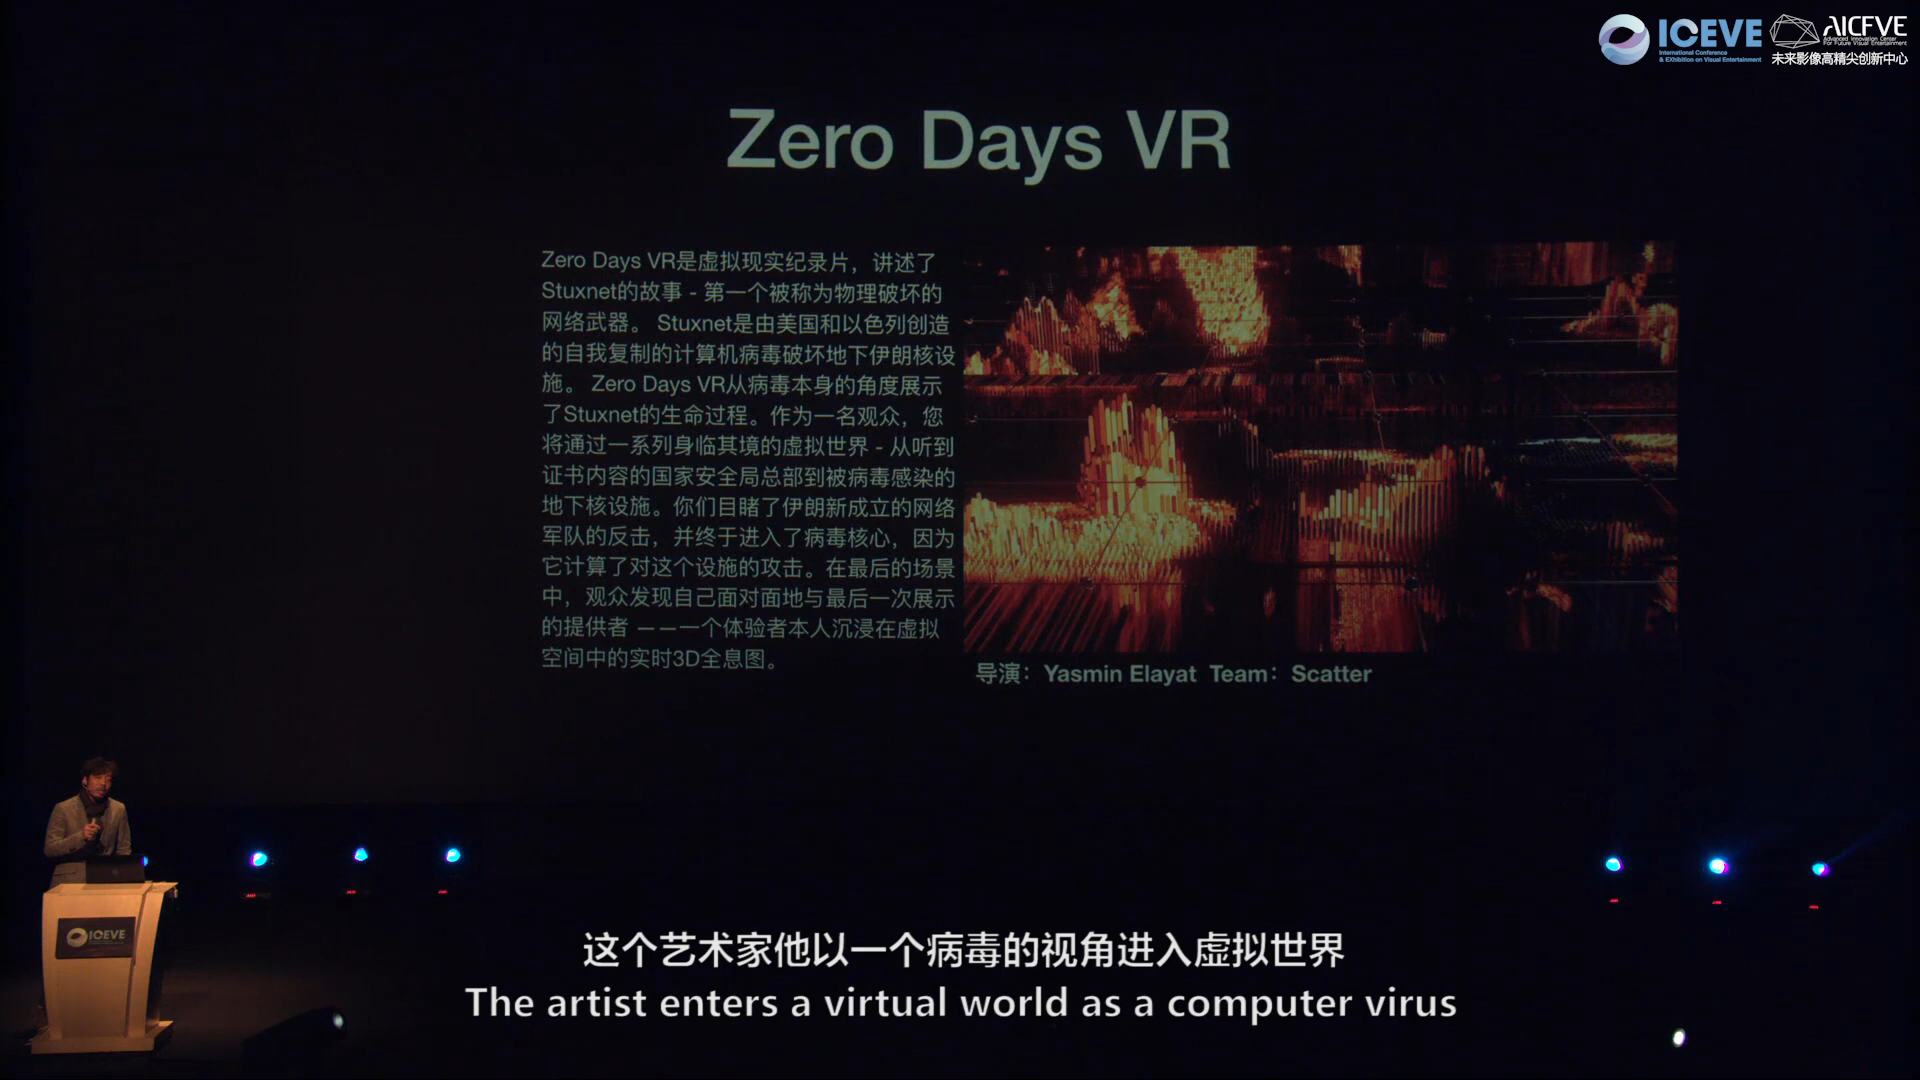 ICEVE
International Conference
& EXhibition on Visual Entertainment
AICFVE
Advanced Innovation Center
For Future Visual Entertainment
未来影像高精尖创新中心
Zero Days VR
Zero Days VR是虚拟现实纪录片，讲述了
Stuxnet的故事 - 第一个被称为物理破坏的
网络武器。 Stuxnet是由美国和以色列创造
的自我复制的计算机病毒破坏地下伊朗核设
施。 Zero Days VR从病毒本身的角度展示
了Stuxnet的生命过程。作为一名观众，您
将通过一系列身临其境的虚拟世界 - 从听到
证书内容的国家安全局总部到被病毒感染的
地下核设施。你们目睹了伊朗新成立的网络
军队的反击，并终于进入了病毒核心，因为
它计算了对这个设施的攻击。在最后的场景
中，观众发现自己面对面地与最后一次展示
的提供者 ——一个体验者本人沉浸在虚拟
空间中的实时3D全息图。
导演：Yasmin Elayat Team：Scatter
ICEVE
这个艺术家他以一个病毒的视角进入虚拟世界
The artist enters a virtual world as a computer virus